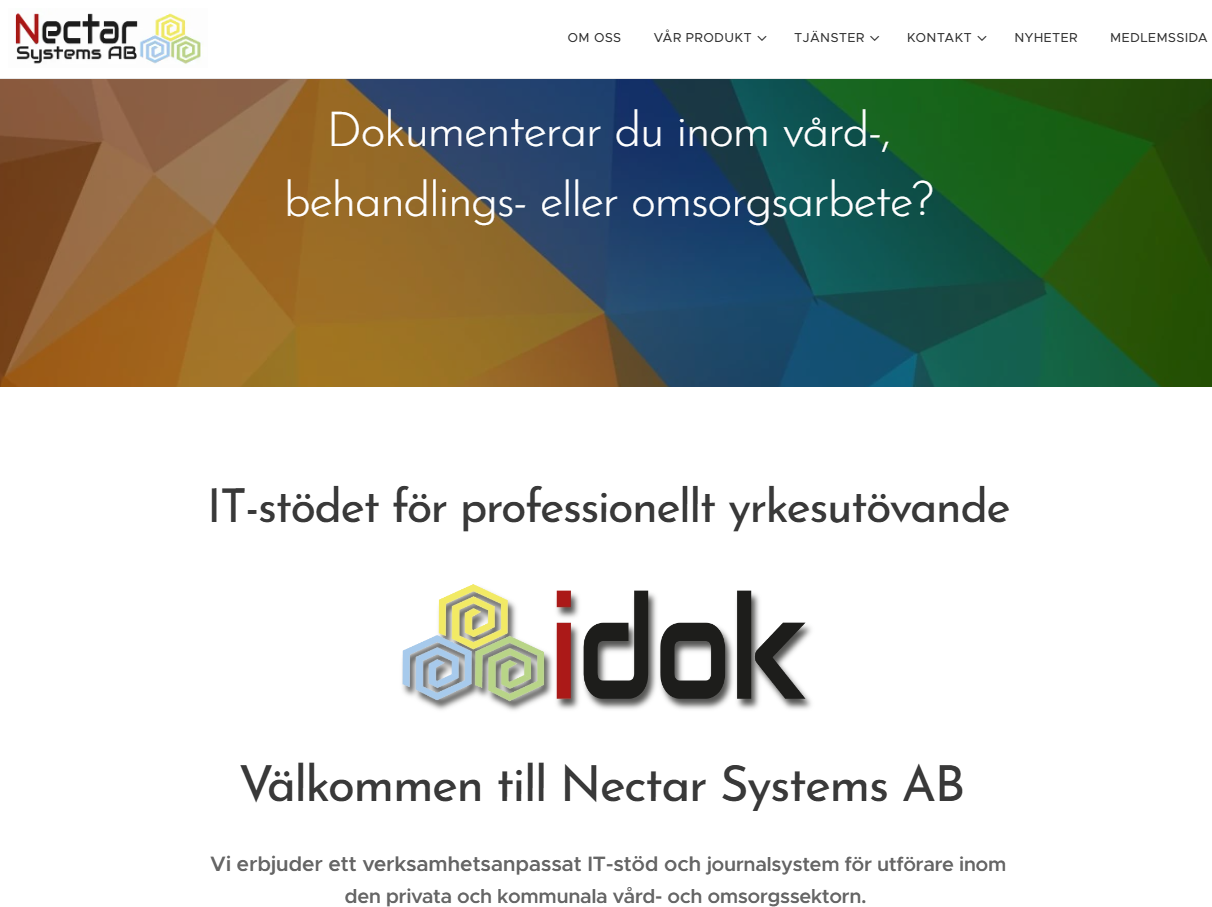 Nectar
Systems AB
OM OSS VÅR PRODUKT TJÄNSTER KONTAKT NYHETER MEDLEMSSIDA
Dokumenterar du inom vård-,
behandlings- eller omsorgsarbete?
IT-stödet för professionellt yrkesutövande
idok
Välkommen till Nectar Systems AB
Vi erbjuder ett verksamhetsanpassat IT-stöd och journalsystem för utförare inom
den privata och kommunala vård- och omsorgssektorn.